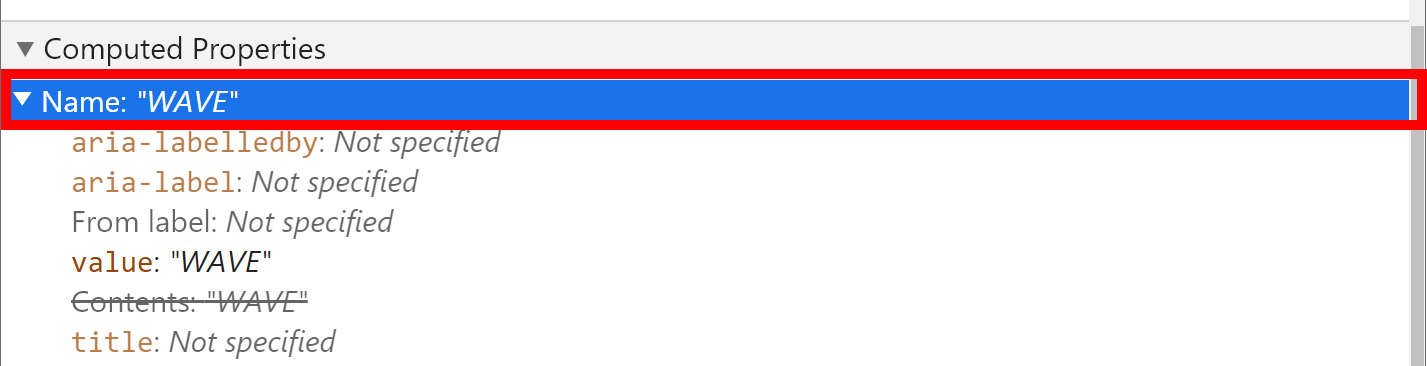 Computed Properties
Name: "WAVE"
aria-labelledby: Not specified
aria-label: Not specified
From label: Not specified
value: "WAVE"
Contents: "WAVE"
title: Not specified